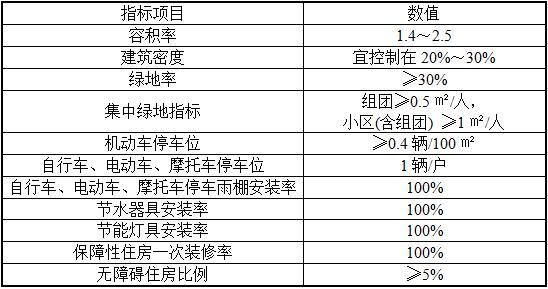 指标项目 数值
容积率 1.4～2.5
建筑密度 宜控制在 20%～30%
绿地率 ≥30%
集中绿地指标 组团≥0.5 ㎡/人，
小区(含组团) ≥1 ㎡/人
机动车停车位 ≥0.4 辆/100 ㎡
自行车、电动车、摩托车停车位 1 辆/户
自行车、电动车、摩托车停车雨棚安装率 100%
节水器具安装率 100%
节能灯具安装率 100%
保障性住房一次装修率 100%
无障碍住房比例 ≥5%